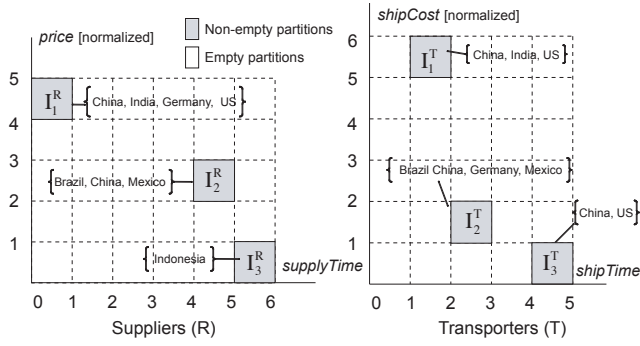 price [normalized]
Non-empty partitions
Empty partitions
5
4
3
2
1
I₁ᴿ
{China, India, Germany, US}
{Brazil, China, Mexico}
I₂ᴿ
{Indonesia}
I₃ᴿ
supplyTime
0 1 2 3 4 5 6
Suppliers (R)
shipCost [normalized]
6
5
4
3
2
1
I₁ᵀ
{China, India, US}
{Brazil China, Germany, Mexico}
I₂ᵀ
{China, US}
I₃ᵀ
shipTime
0 1 2 3 4 5
Transporters (T)